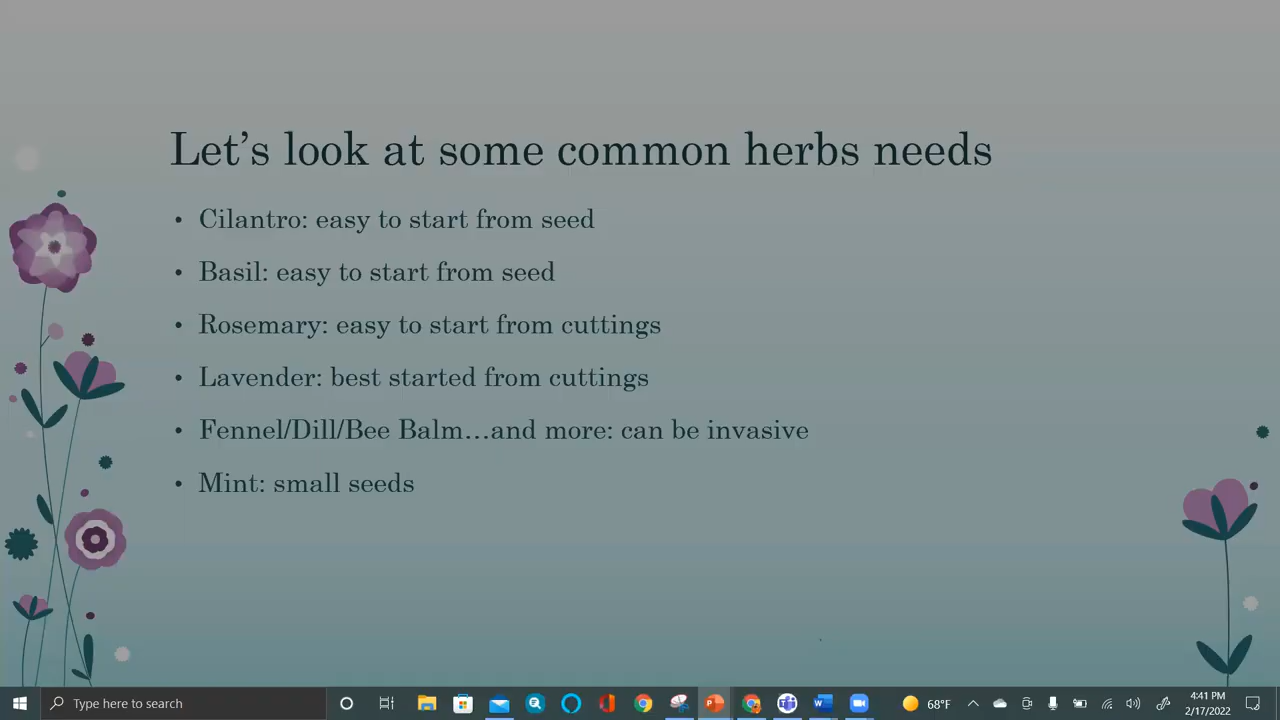 Let's look at some common herbs needs
• Cilantro: easy to start from seed
• Basil: easy to start from seed
• Rosemary: easy to start from cuttings
• Lavender: best started from cuttings
• Fennel/Dill/Bee Balm…and more: can be invasive
• Mint: small seeds
Type here to search
68°F
4:41 PM
2/17/2022